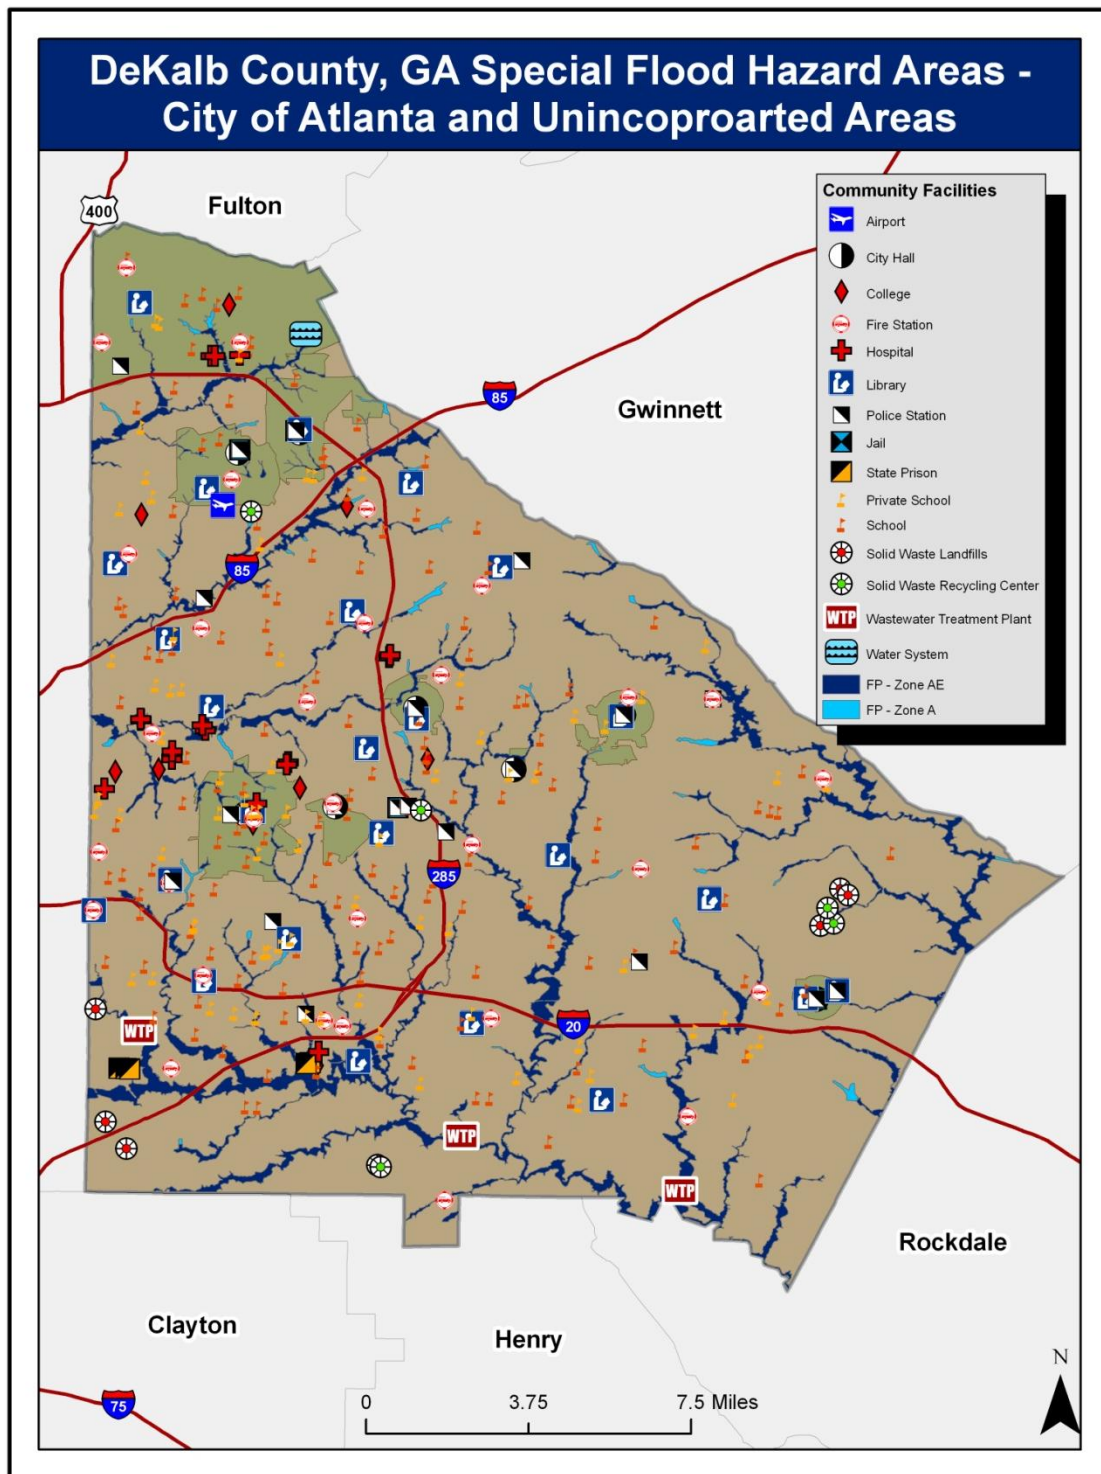 DeKalb County, GA Special Flood Hazard Areas -
City of Atlanta and Unincoproarted Areas
400
Fulton
Community Facilities
Airport
City Hall
College
Fire Station
Hospital
Library
Police Station
Jail
State Prison
Private School
School
Solid Waste Landfills
Solid Waste Recycling Center
WTP Wastewater Treatment Plant
Water System
FP - Zone AE
FP - Zone A
85
Gwinnett
85
285
20
WTP
WTP
WTP
Rockdale
Clayton
Henry
75
0 3.75 7.5 Miles
N